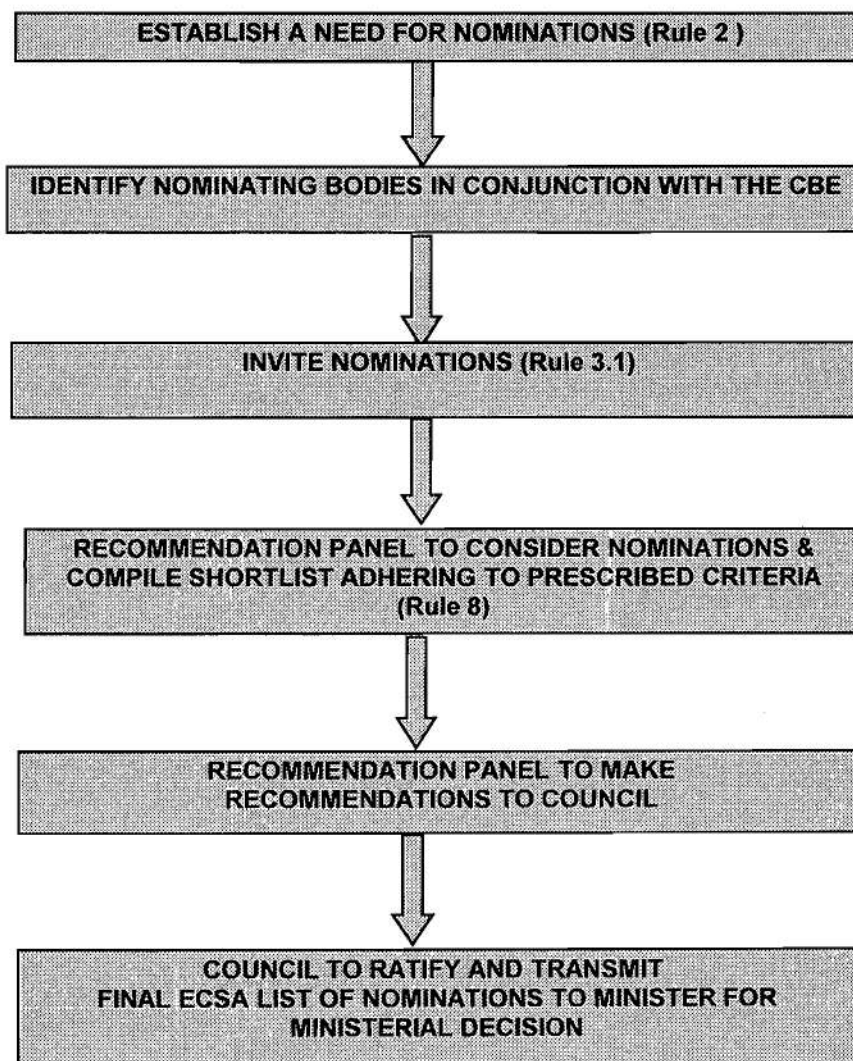 ESTABLISH A NEED FOR NOMINATIONS (Rule 2 )
IDENTIFY NOMINATING BODIES IN CONJUNCTION WITH THE CBE
INVITE NOMINATIONS (Rule 3.1)
RECOMMENDATION PANEL TO CONSIDER NOMINATIONS &
COMPILE SHORTLIST ADHERING TO PRESCRIBED CRITERIA
(Rule 8)
RECOMMENDATION PANEL TO MAKE
RECOMMENDATIONS TO COUNCIL
COUNCIL TO RATIFY AND TRANSMIT
FINAL ECSA LIST OF NOMINATIONS TO MINISTER FOR
MINISTERIAL DECISION